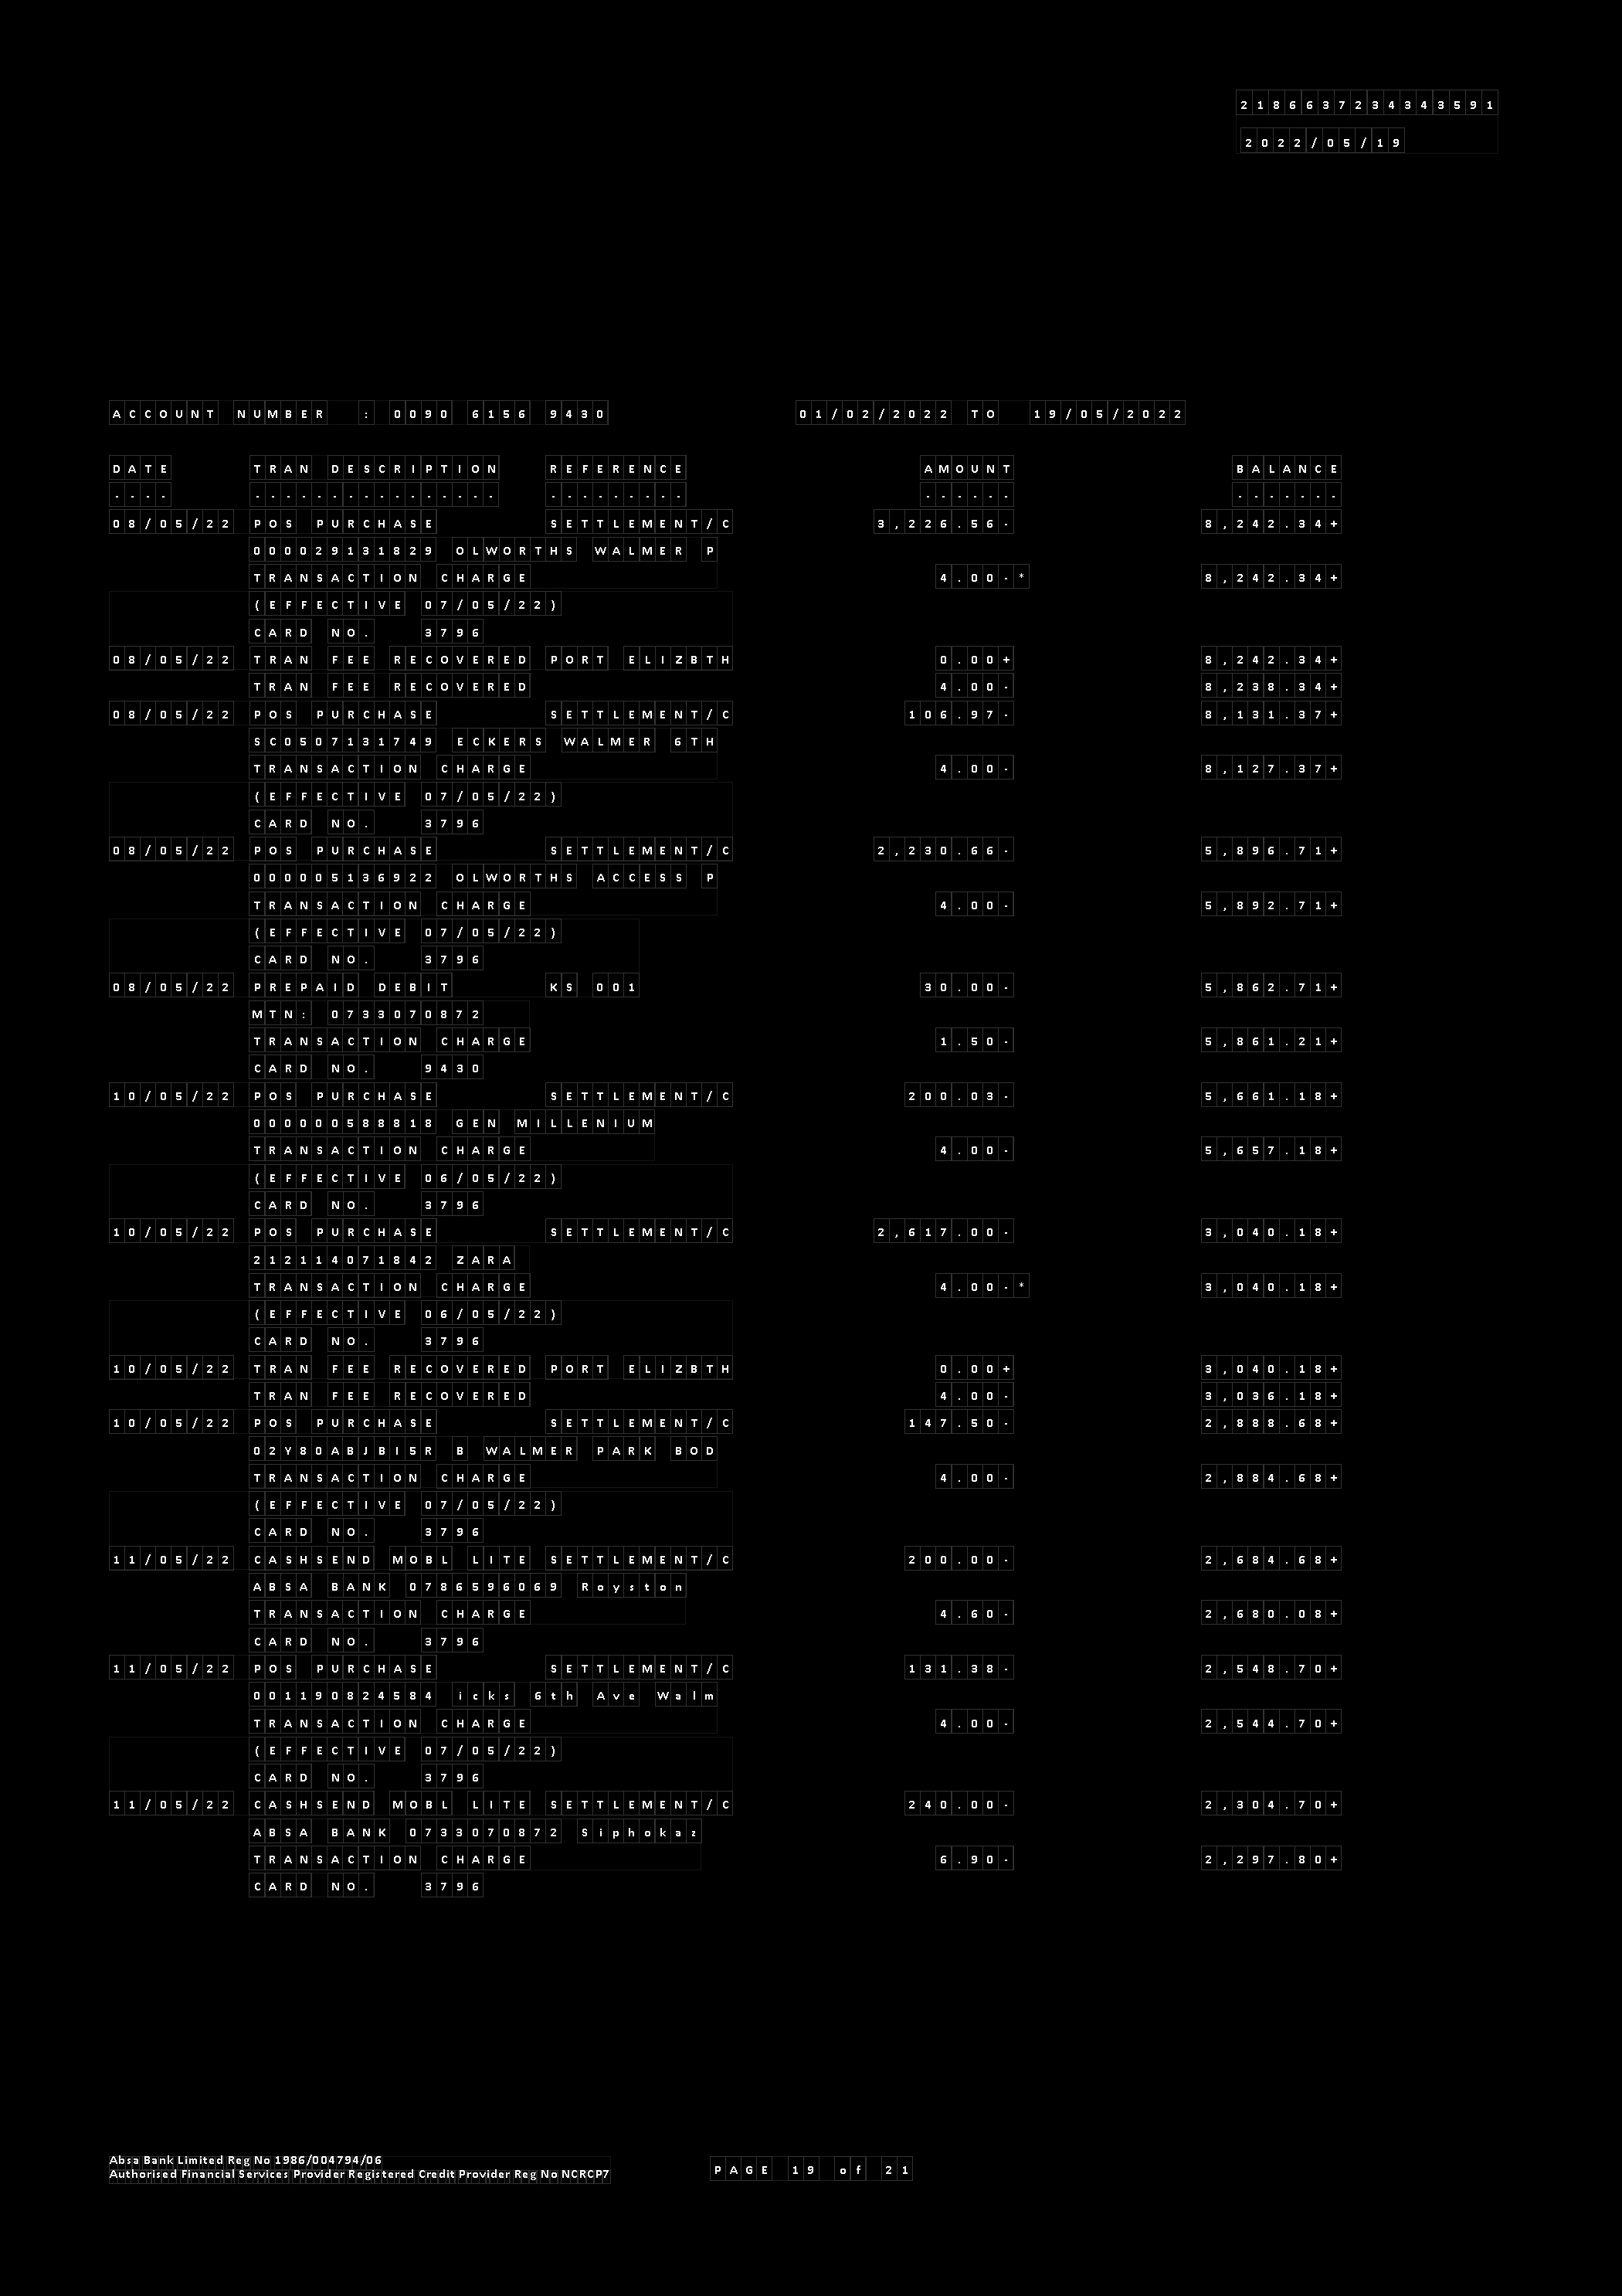 2186637234343591
2022/05/19
ACCOUNT NUMBER : 0090 6156 9430 01/02/2022 TO 19/05/2022
DATE TRAN DESCRIPTION REFERENCE AMOUNT BALANCE
---- ---------------- --------- ------ -------
08/05/22 POS PURCHASE SETTLEMENT/C 3,226.56- 8,242.34+
000029131829 OLWORTHS WALMER P
TRANSACTION CHARGE 4.00-* 8,242.34+
(EFFECTIVE 07/05/22)
CARD NO. 3796
08/05/22 TRAN FEE RECOVERED PORT ELIZBTH 0.00+ 8,242.34+
TRAN FEE RECOVERED 4.00- 8,238.34+
08/05/22 POS PURCHASE SETTLEMENT/C 106.97- 8,131.37+
SC0507131749 ECKERS WALMER 6TH
TRANSACTION CHARGE 4.00- 8,127.37+
(EFFECTIVE 07/05/22)
CARD NO. 3796
08/05/22 POS PURCHASE SETTLEMENT/C 2,230.66- 5,896.71+
000005136922 OLWORTHS ACCESS P
TRANSACTION CHARGE 4.00- 5,892.71+
(EFFECTIVE 07/05/22)
CARD NO. 3796
08/05/22 PREPAID DEBIT KS 001 30.00- 5,862.71+
MTN: 0733070872
TRANSACTION CHARGE 1.50- 5,861.21+
CARD NO. 9430
10/05/22 POS PURCHASE SETTLEMENT/C 200.03- 5,661.18+
000000588818 GEN MILLENIUM
TRANSACTION CHARGE 4.00- 5,657.18+
(EFFECTIVE 06/05/22)
CARD NO. 3796
10/05/22 POS PURCHASE SETTLEMENT/C 2,617.00- 3,040.18+
212114071842 ZARA
TRANSACTION CHARGE 4.00-* 3,040.18+
(EFFECTIVE 06/05/22)
CARD NO. 3796
10/05/22 TRAN FEE RECOVERED PORT ELIZBTH 0.00+ 3,040.18+
TRAN FEE RECOVERED 4.00- 3,036.18+
10/05/22 POS PURCHASE SETTLEMENT/C 147.50- 2,888.68+
02Y80ABJBI5R B WALMER PARK BOD
TRANSACTION CHARGE 4.00- 2,884.68+
(EFFECTIVE 07/05/22)
CARD NO. 3796
11/05/22 CASHSEND MOBL LITE SETTLEMENT/C 200.00- 2,684.68+
ABSA BANK 0786596069 Royston
TRANSACTION CHARGE 4.60- 2,680.08+
CARD NO. 3796
11/05/22 POS PURCHASE SETTLEMENT/C 131.38- 2,548.70+
001190824584 icks 6th Ave Walm
TRANSACTION CHARGE 4.00- 2,544.70+
(EFFECTIVE 07/05/22)
CARD NO. 3796
11/05/22 CASHSEND MOBL LITE SETTLEMENT/C 240.00- 2,304.70+
ABSA BANK 0733070872 Siphokaz
TRANSACTION CHARGE 6.90- 2,297.80+
CARD NO. 3796
Absa Bank Limited Reg No 1986/004794/06
Authorised Financial Services Provider Registered Credit Provider Reg No NCRCP7
PAGE 19 of 21